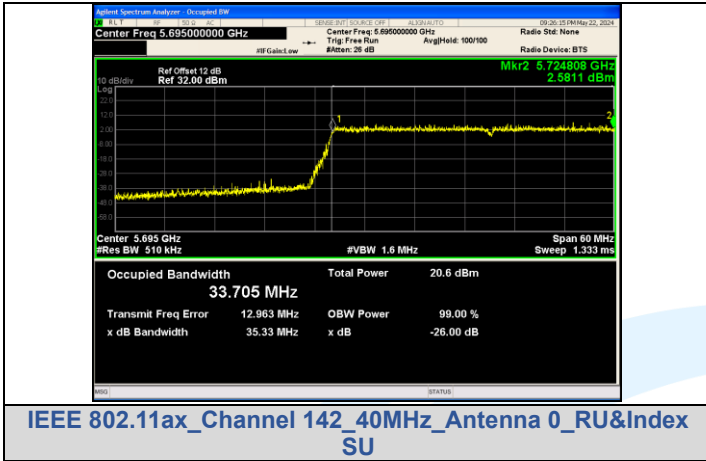 Agilent Spectrum Analyzer - Occupied BW
RL T RF 50 Ω AC SENSE:INT SOURCE OFF ALIGN AUTO 09:26:15 PM May 22, 2024
Center Freq 5.695000000 GHz Center Freq: 5.695000000 GHz Radio Std: None
Trig: Free Run Avg|Hold: 100/100
#IFGain:Low #Atten: 26 dB Radio Device: BTS
Mkr2 5.724808 GHz
2.5811 dBm
Ref Offset 12 dB
10 dB/div Ref 32.00 dBm
Log
22.0
12.0
2.00
-8.00
-18.0
-28.0
-38.0
-48.0
-58.0
1
2
Center 5.695 GHz Span 60 MHz
#Res BW 510 kHz #VBW 1.6 MHz Sweep 1.333 ms
Occupied Bandwidth Total Power 20.6 dBm
33.705 MHz
Transmit Freq Error 12.963 MHz OBW Power 99.00 %
x dB Bandwidth 35.33 MHz x dB -26.00 dB
MSG STATUS
IEEE 802.11ax_Channel 142_40MHz_Antenna 0_RU&Index
SU